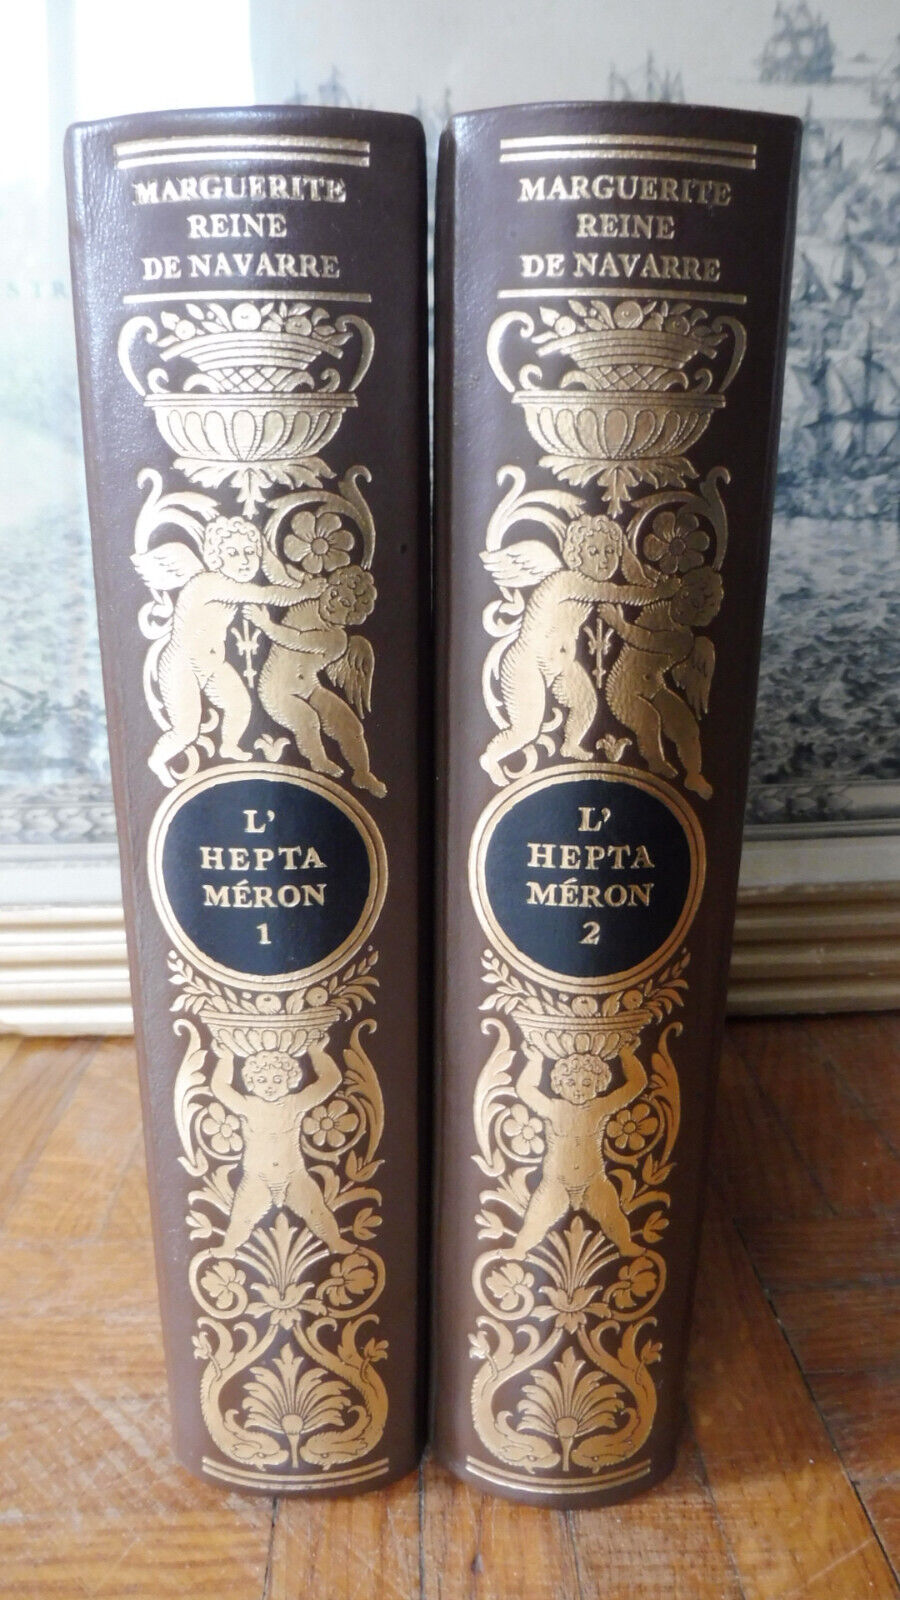 MARGUERITE
REINE
DE NAVARRE
L'
HEPTA
MÉRON
1
MARGUERITE
REINE
DE NAVARRE
L'
HEPTA
MÉRON
2